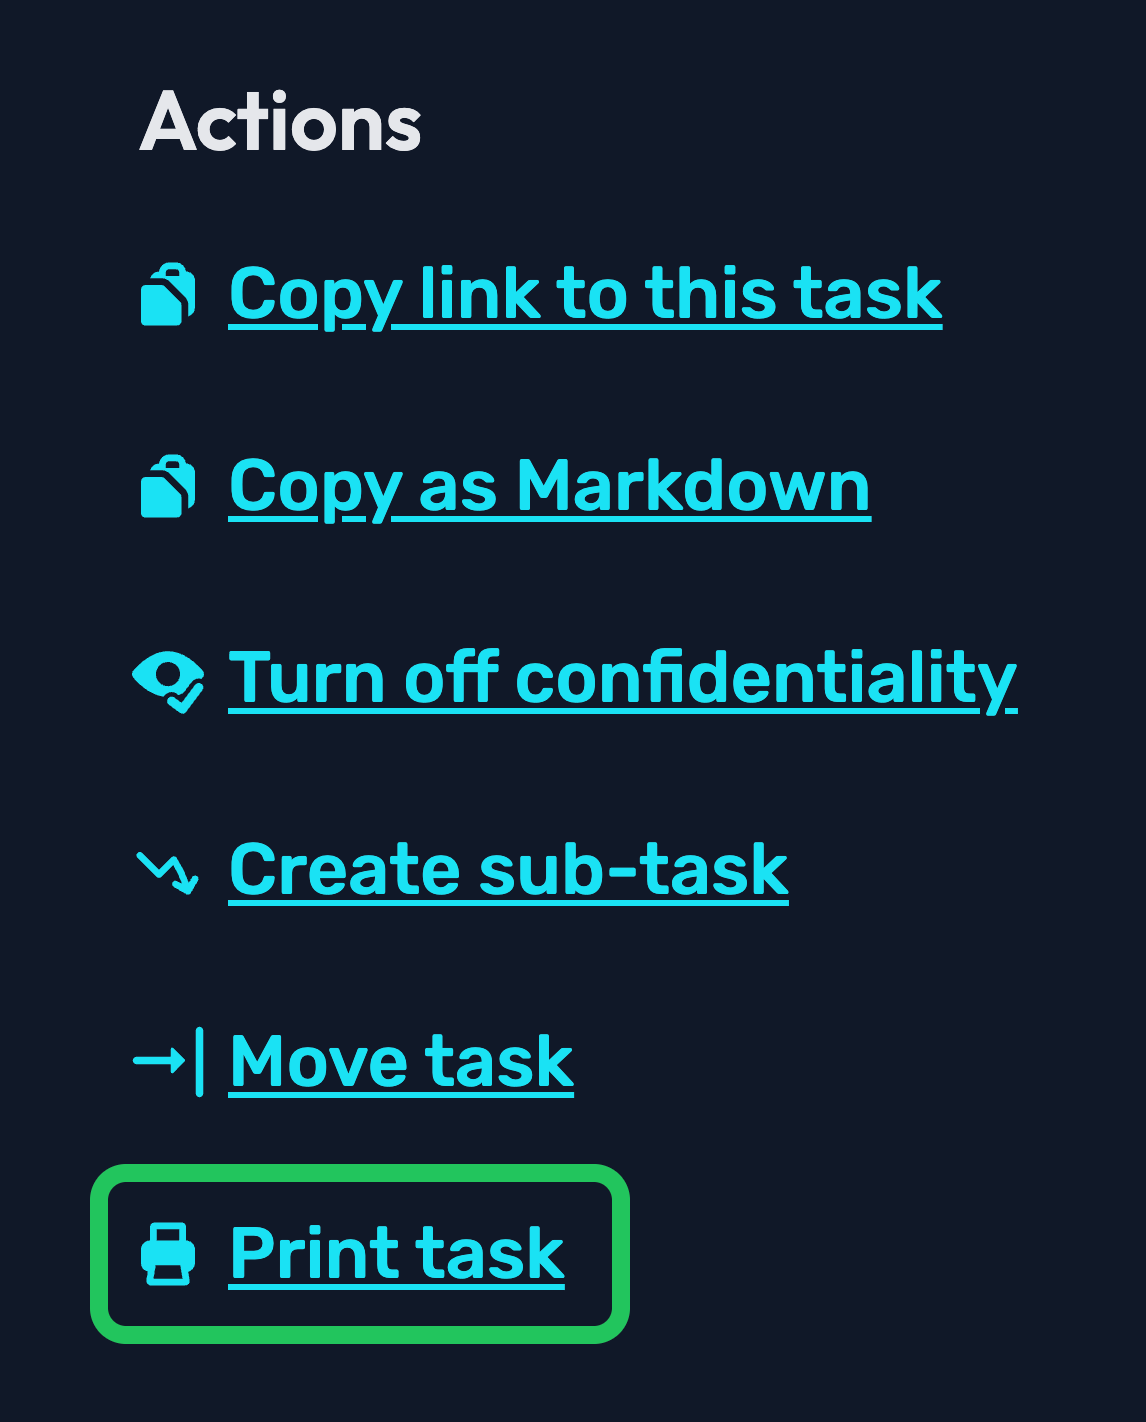 Actions
Copy link to this task
Copy as Markdown
Turn off confidentiality
Create sub-task
Move task
Print task